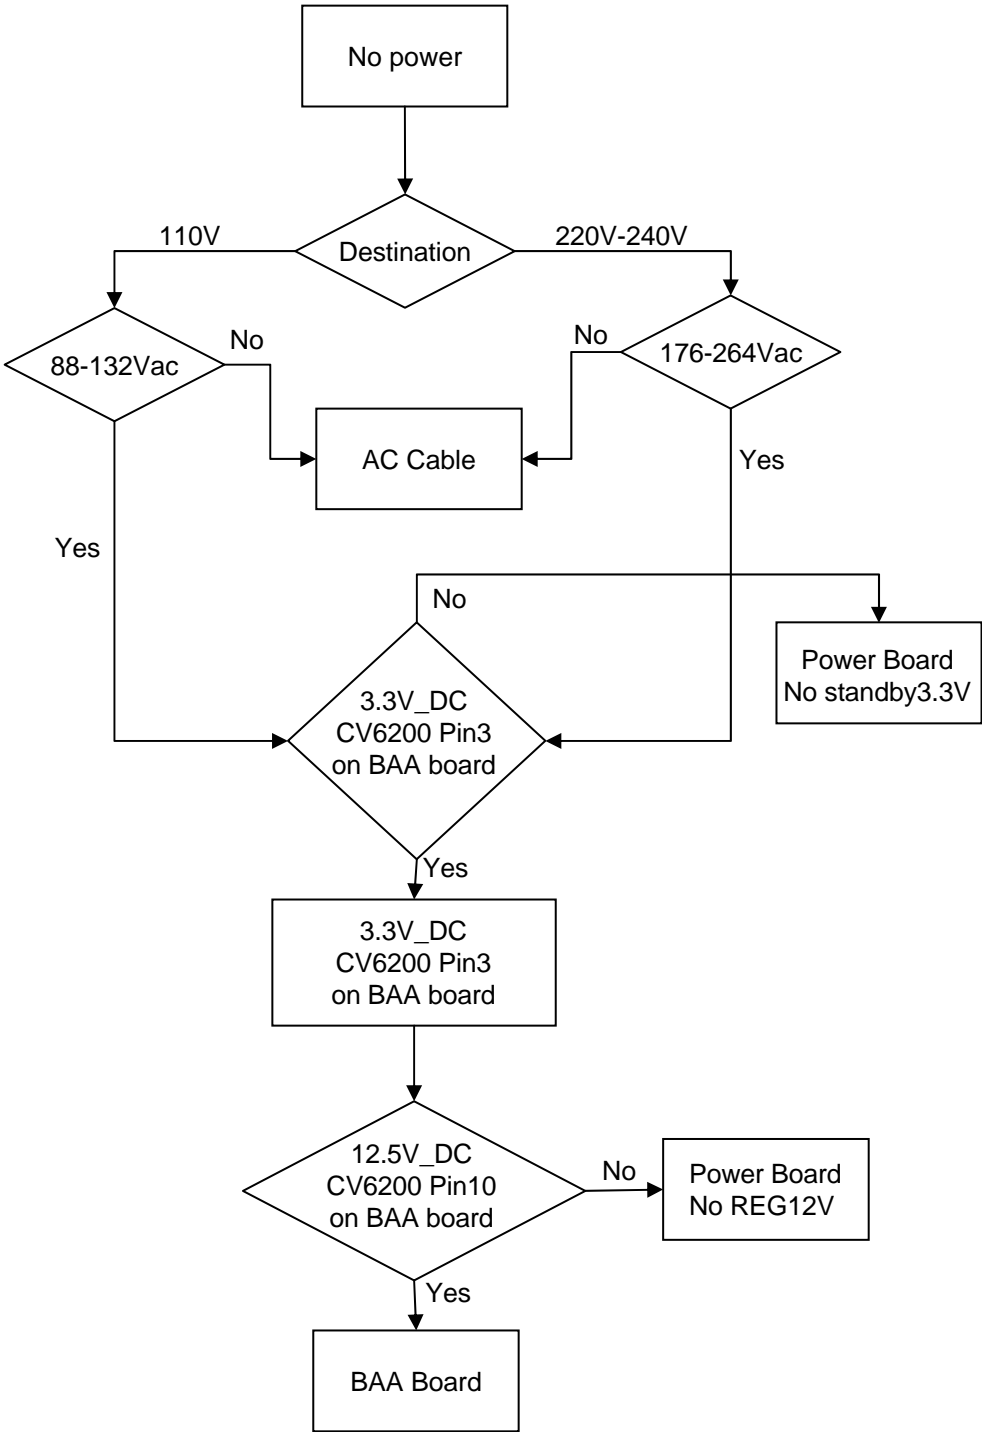 No power
110V
Destination
220V-240V
88-132Vac
No
No
176-264Vac
AC Cable
Yes
Yes
No
Power Board
No standby3.3V
3.3V_DC
CV6200 Pin3
on BAA board
Yes
3.3V_DC
CV6200 Pin3
on BAA board
12.5V_DC
CV6200 Pin10
on BAA board
No
Power Board
No REG12V
Yes
BAA Board